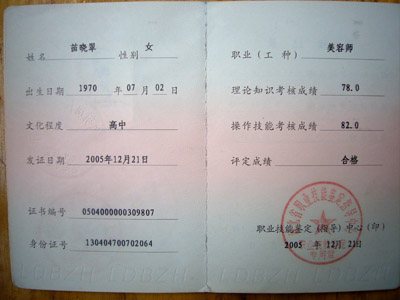 姓名 苗晓翠 性别 女
出生日期 1970 年 07 月 02 日
文化程度 高中
发证日期 2005年12月21日
证书编号 0504000000309807
身份证号 130404700702064
职业(工 种) 美容师
理论知识考核成绩 78.0
操作技能考核成绩 82.0
评定成绩 合格
职业技能鉴定(指导)中心(印)
2005 年 12月 21日